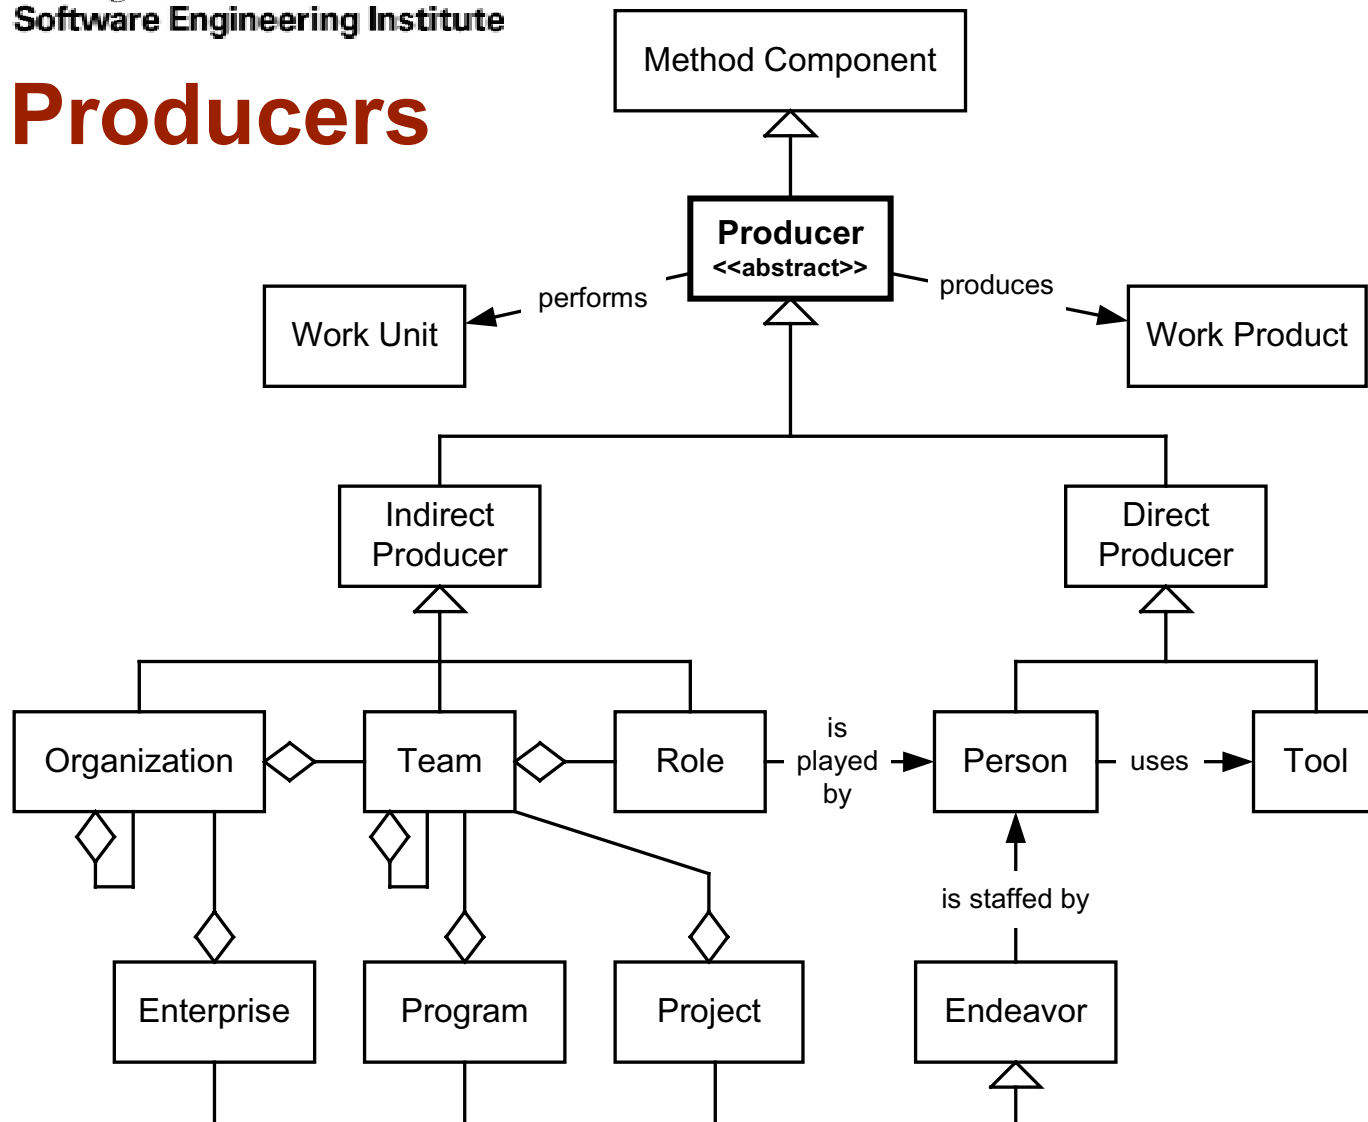 Software Engineering Institute
Producers
Method Component
Producer
<<abstract>>
performs
produces
Work Unit
Work Product
Indirect
Producer
Direct
Producer
Organization
Team
Role
is
played
by
Person
uses
Tool
is staffed by
Enterprise
Program
Project
Endeavor